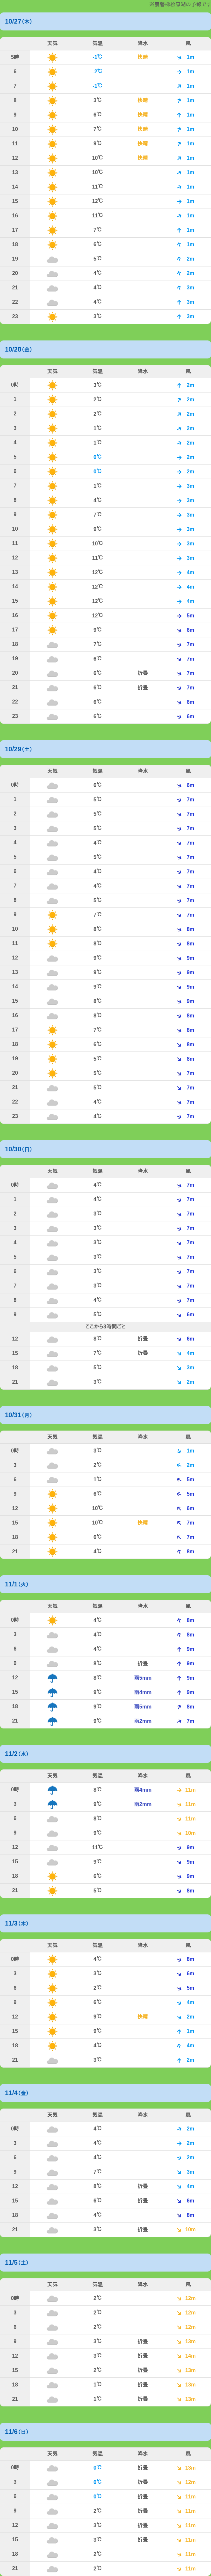 ※裏磐梯桧原湖の予報です
10/27(木)
天気 気温 降水 風
5時 -1℃ 快晴 1m
6 -2℃ 1m
7 -1℃ 1m
8 3℃ 快晴 1m
9 6℃ 快晴 1m
10 7℃ 快晴 1m
11 9℃ 快晴 1m
12 10℃ 快晴 1m
13 10℃ 1m
14 11℃ 1m
15 12℃ 1m
16 11℃ 1m
17 7℃ 1m
18 6℃ 1m
19 5℃ 2m
20 4℃ 2m
21 4℃ 3m
22 4℃ 3m
23 3℃ 3m
10/28(金)
天気 気温 降水 風
0時 3℃ 2m
1 2℃ 2m
2 2℃ 2m
3 1℃ 2m
4 1℃ 2m
5 0℃ 2m
6 0℃ 2m
7 1℃ 3m
8 4℃ 3m
9 7℃ 3m
10 9℃ 3m
11 10℃ 3m
12 11℃ 3m
13 12℃ 4m
14 12℃ 4m
15 12℃ 4m
16 12℃ 5m
17 9℃ 6m
18 7℃ 7m
19 6℃ 7m
20 6℃ 折畳 7m
21 6℃ 折畳 7m
22 6℃ 6m
23 6℃ 6m
10/29(土)
天気 気温 降水 風
0時 6℃ 6m
1 5℃ 7m
2 5℃ 7m
3 5℃ 7m
4 4℃ 7m
5 5℃ 7m
6 4℃ 7m
7 4℃ 7m
8 5℃ 7m
9 7℃ 7m
10 8℃ 8m
11 8℃ 8m
12 9℃ 9m
13 9℃ 9m
14 9℃ 9m
15 8℃ 9m
16 8℃ 8m
17 7℃ 8m
18 6℃ 8m
19 5℃ 8m
20 5℃ 7m
21 5℃ 7m
22 4℃ 7m
23 4℃ 7m
10/30(日)
天気 気温 降水 風
0時 4℃ 7m
1 4℃ 7m
2 3℃ 7m
3 3℃ 7m
4 3℃ 7m
5 3℃ 7m
6 3℃ 7m
7 3℃ 7m
8 4℃ 7m
9 5℃ 6m
ここから3時間ごと
12 8℃ 折畳 6m
15 7℃ 折畳 4m
18 5℃ 3m
21 3℃ 2m
10/31(月)
天気 気温 降水 風
0時 3℃ 1m
3 2℃ 2m
6 1℃ 5m
9 6℃ 5m
12 10℃ 6m
15 10℃ 快晴 7m
18 6℃ 7m
21 4℃ 8m
11/1(火)
天気 気温 降水 風
0時 4℃ 8m
3 4℃ 8m
6 4℃ 9m
9 8℃ 折畳 9m
12 8℃ 雨5mm 9m
15 9℃ 雨4mm 9m
18 9℃ 雨5mm 8m
21 9℃ 雨2mm 7m
11/2(水)
天気 気温 降水 風
0時 8℃ 雨4mm 11m
3 9℃ 雨2mm 11m
6 8℃ 11m
9 9℃ 10m
12 11℃ 9m
15 9℃ 9m
18 6℃ 9m
21 5℃ 8m
11/3(木)
天気 気温 降水 風
0時 4℃ 8m
3 3℃ 6m
6 2℃ 5m
9 6℃ 4m
12 9℃ 快晴 2m
15 9℃ 1m
18 4℃ 4m
21 3℃ 2m
11/4(金)
天気 気温 降水 風
0時 4℃ 2m
3 4℃ 2m
6 4℃ 2m
9 7℃ 3m
12 8℃ 折畳 4m
15 6℃ 折畳 6m
18 4℃ 8m
21 3℃ 折畳 10m
11/5(土)
天気 気温 降水 風
0時 2℃ 12m
3 2℃ 12m
6 2℃ 12m
9 3℃ 折畳 13m
12 3℃ 折畳 14m
15 2℃ 折畳 13m
18 1℃ 折畳 12m
21 1℃ 折畳 13m
11/6(日)
天気 気温 降水 風
0時 0℃ 折畳 13m
3 0℃ 折畳 12m
6 0℃ 折畳 11m
9 2℃ 折畳 11m
12 3℃ 折畳 11m
15 3℃ 折畳 11m
18 2℃ 11m
21 2℃ 11m